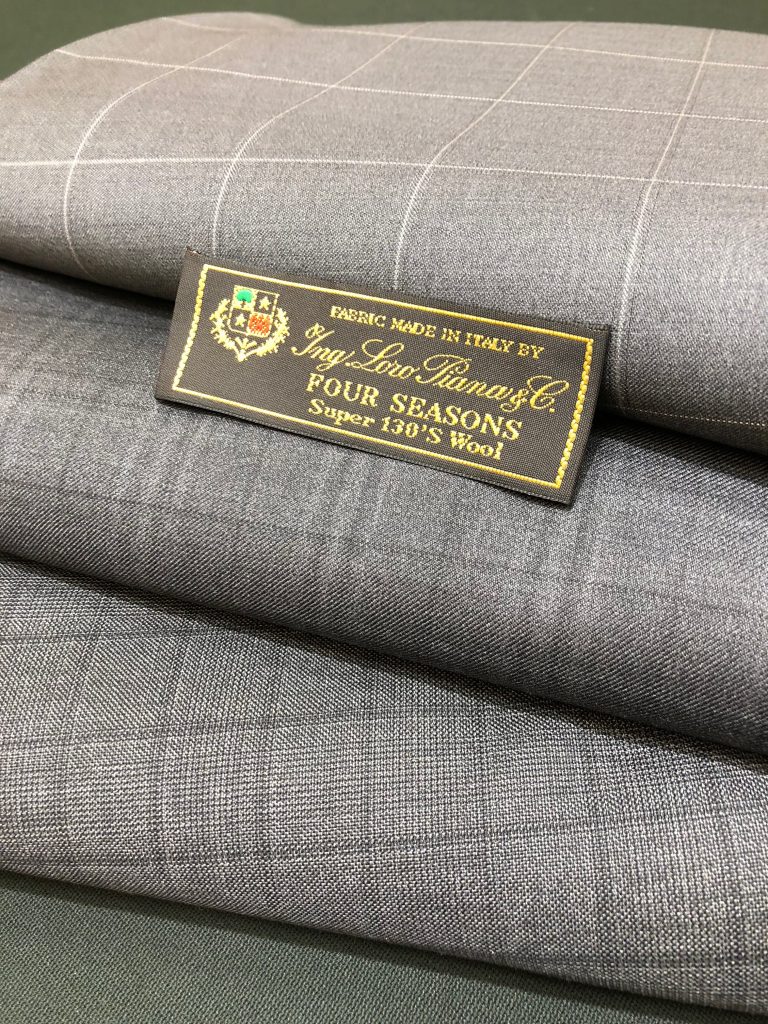 FABRIC MADE IN ITALY BY
Ing. Loro Piana & C.
FOUR SEASONS
Super 130'S Wool